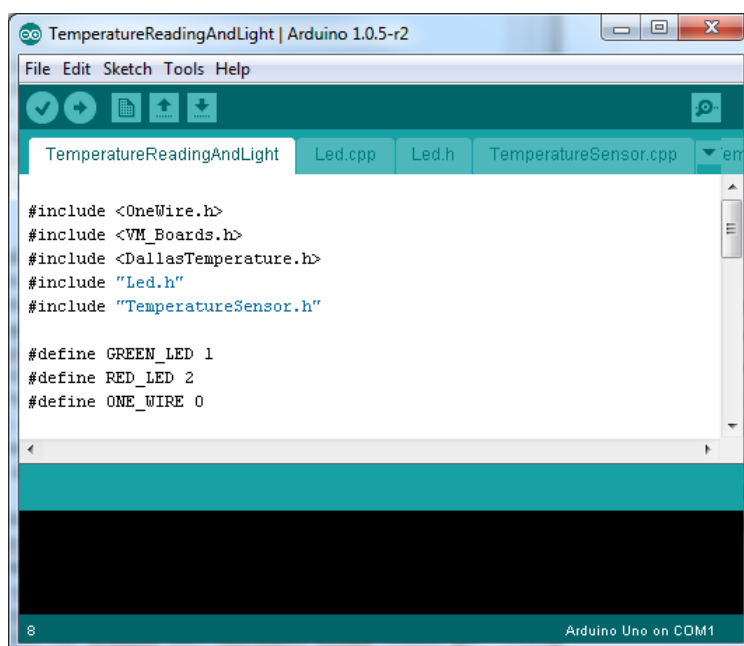 TemperatureReadingAndLight | Arduino 1.0.5-r2
File Edit Sketch Tools Help
TemperatureReadingAndLight Led.cpp Led.h TemperatureSensor.cpp
#include <OneWire.h>
#include <VM_Boards.h>
#include <DallasTemperature.h>
#include "Led.h"
#include "TemperatureSensor.h"
#define GREEN_LED 1
#define RED_LED 2
#define ONE_WIRE 0
8 Arduino Uno on COM1